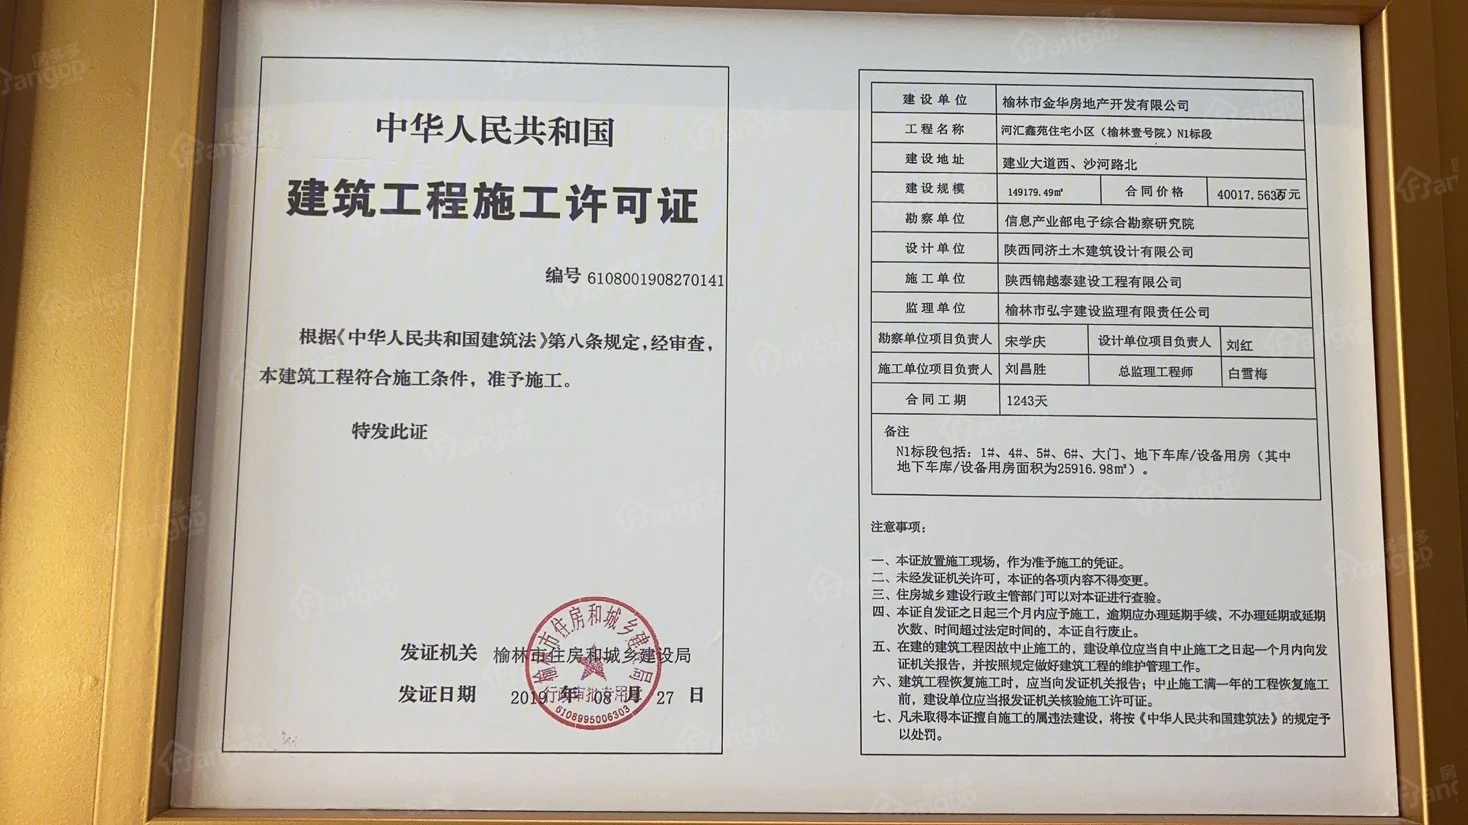 中华人民共和国
建筑工程施工许可证
编号 6108001908270141
根据《中华人民共和国建筑法》第八条规定,经审查,
本建筑工程符合施工条件，准予施工。
特发此证
发证机关 榆林市住房和城乡建设局
发证日期 2019 年 08 月 27 日
榆林市住房和城乡建设局
行政审批专用章
6108995006303
建设单位 榆林市金华房地产开发有限公司
工程名称 河汇鑫苑住宅小区（榆林壹号院）N1标段
建设地址 建业大道西、沙河路北
建设规模 149179.49㎡ 合同价格 40017.5636万元
勘察单位 信息产业部电子综合勘察研究院
设计单位 陕西同济土木建筑设计有限公司
施工单位 陕西锦越泰建设工程有限公司
监理单位 榆林市弘宇建设监理有限责任公司
勘察单位项目负责人 宋学庆 设计单位项目负责人 刘红
施工单位项目负责人 刘昌胜 总监理工程师 白雪梅
合同工期 1243天
备注
N1标段包括：1#、4#、5#、6#、大门、地下车库/设备用房（其中
地下车库/设备用房面积为25916.98㎡）。
注意事项：
一、本证放置施工现场，作为准予施工的凭证。
二、未经发证机关许可，本证的各项内容不得变更。
三、住房城乡建设行政主管部门可以对本证进行查验。
四、本证自发证之日起三个月内应予施工，逾期应办理延期手续，不办理延期或延期
次数、时间超过法定时间的，本证自行废止。
五、在建的建筑工程因故中止施工的，建设单位应当自中止施工之日起一个月内向发
证机关报告，并按照规定做好建筑工程的维护管理工作。
六、建筑工程恢复施工时，应当向发证机关报告；中止施工满一年的工程恢复施工
前，建设单位应当报发证机关核验施工许可证。
七、凡未取得本证擅自施工的属违法建设，将按《中华人民共和国建筑法》的规定予
以处罚。